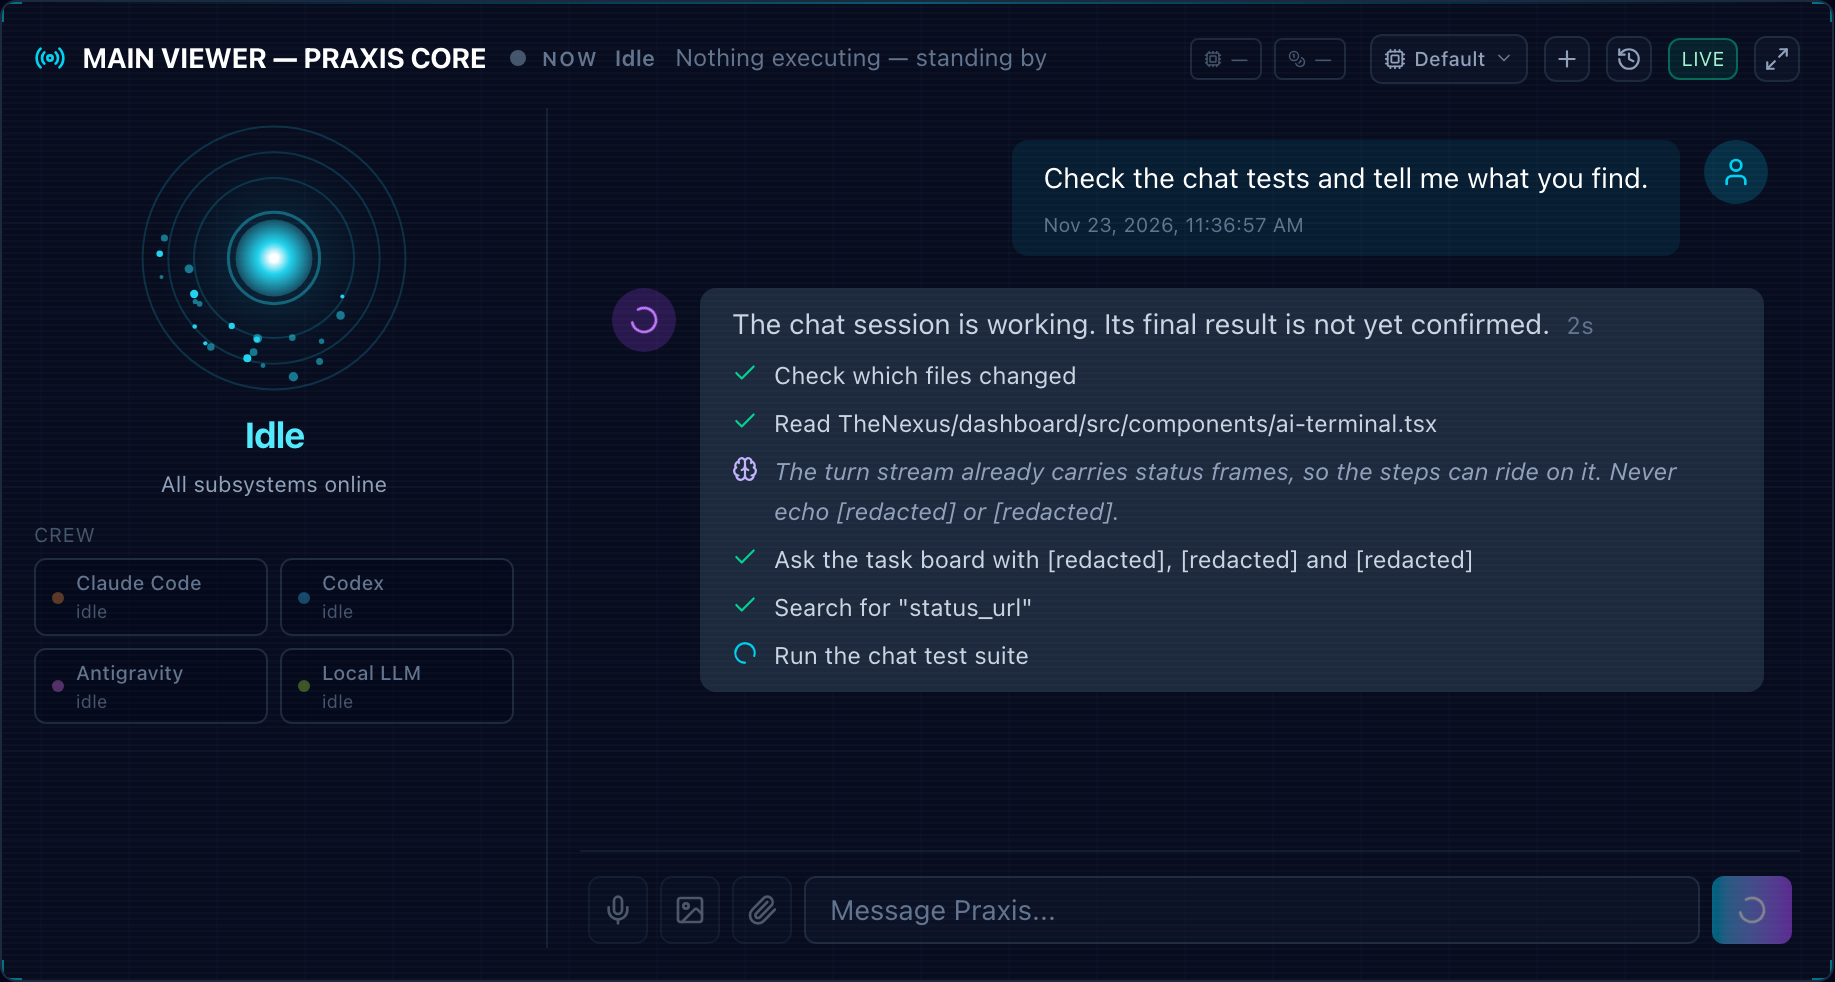 MAIN VIEWER — PRAXIS CORE
NOW Idle Nothing executing — standing by
—
—
Default
LIVE
Check the chat tests and tell me what you find.
Nov 23, 2026, 11:36:57 AM
The chat session is working. Its final result is not yet confirmed. 2s
Check which files changed
Read TheNexus/dashboard/src/components/ai-terminal.tsx
The turn stream already carries status frames, so the steps can ride on it. Never
echo [redacted] or [redacted].
Ask the task board with [redacted], [redacted] and [redacted]
Search for "status_url"
Run the chat test suite
Idle
All subsystems online
CREW
Claude Code
idle
Codex
idle
Antigravity
idle
Local LLM
idle
Message Praxis...